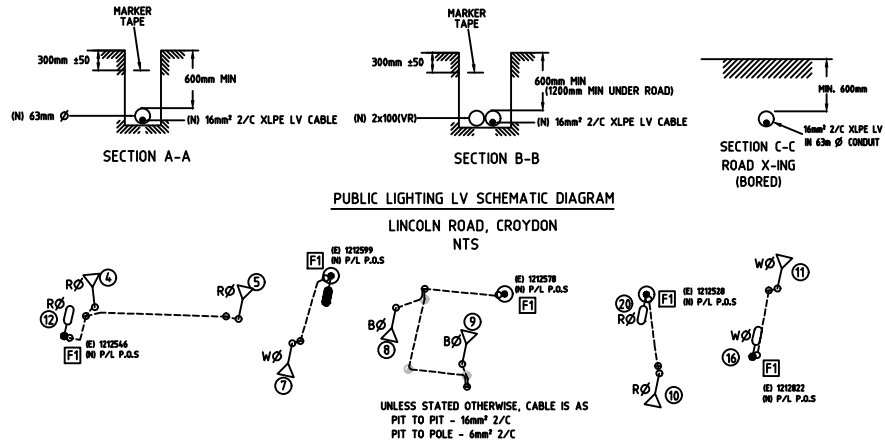 MARKER
TAPE
300mm ±50
600mm MIN
(N) 63mm Ø
(N) 16mm² 2/C XLPE LV CABLE
SECTION A-A
MARKER
TAPE
300mm ±50
600mm MIN
(1200mm MIN UNDER ROAD)
(N) 2x100(VR)
(N) 16mm² 2/C XLPE LV CABLE
SECTION B-B
MIN. 600mm
16mm² 2/C XLPE LV
IN 63m Ø CONDUIT
SECTION C-C
ROAD X-ING
(BORED)
PUBLIC LIGHTING LV SCHEMATIC DIAGRAM
LINCOLN ROAD, CROYDON
NTS
RØ
4
RØ
12
F1
(E) 1212546
(N) P/L P.O.S
RØ
5
F1
(E) 1212599
(N) P/L P.O.S
WØ
7
BØ
8
BØ
9
(E) 1212578
(N) P/L P.O.S
F1
20
RØ
F1
(E) 1212528
(N) P/L P.O.S
RØ
10
WØ
11
WØ
16
F1
(E) 1212822
(N) P/L P.O.S
UNLESS STATED OTHERWISE, CABLE IS AS
PIT TO PIT - 16mm² 2/C
PIT TO POLE - 6mm² 2/C